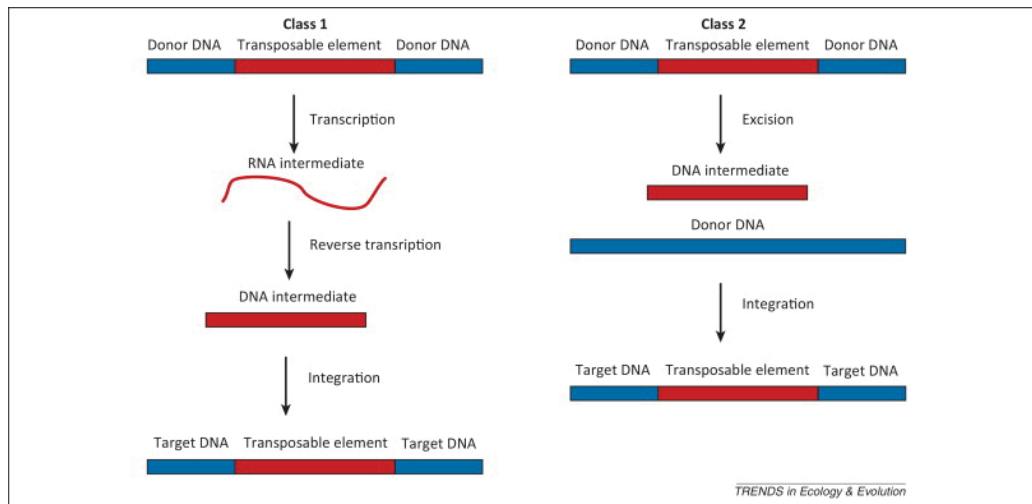 Class 1
Donor DNA Transposable element Donor DNA
Transcription
RNA intermediate
Reverse transription
DNA intermediate
Integration
Target DNA Transposable element Target DNA
Class 2
Donor DNA Transposable element Donor DNA
Excision
DNA intermediate
Donor DNA
Integration
Target DNA Transposable element Target DNA
TRENDS in Ecology & Evolution